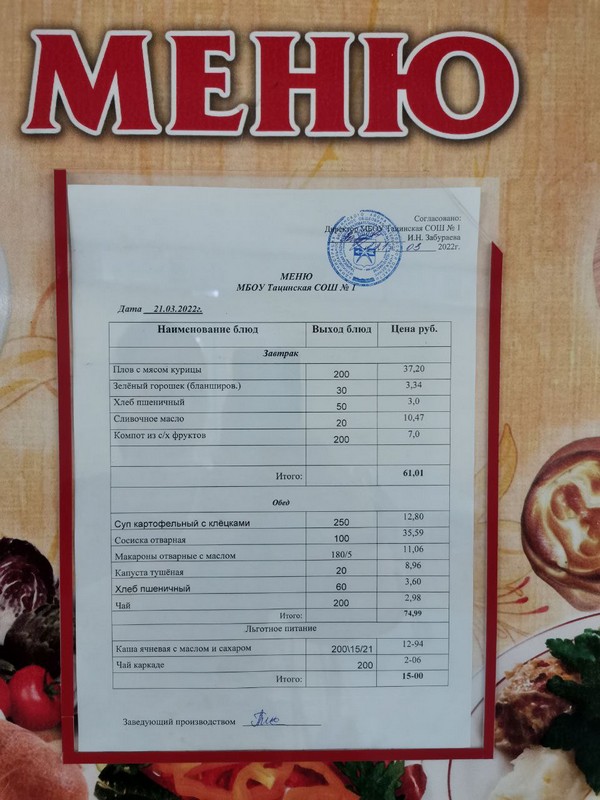 МЕНЮ
Согласовано:
Директор МБОУ Тацинская СОШ № 1
И.Н. Забураева
03 2022г.
МЕНЮ
МБОУ Тацинская СОШ № 1
Дата 21.03.2022г.
Наименование блюд Выход блюд Цена руб.
Завтрак
Плов с мясом курицы 200 37,20
Зелёный горошек (бланширов.) 30 3,34
Хлеб пшеничный 50 3,0
Сливочное масло 20 10,47
Компот из с/х фруктов 200 7,0
Итого: 61,01
Обед
Суп картофельный с клёцками 250 12,80
Сосиска отварная 100 35,59
Макароны отварные с маслом 180/5 11,06
Капуста тушёная 20 8,96
Хлеб пшеничный 60 3,60
Чай 200 2,98
Итого: 74,99
Льготное питание
Каша ячневая с маслом и сахаром 200\15/21 12-94
Чай каркаде 200 2-06
Итого: 15-00
Заведующий производством